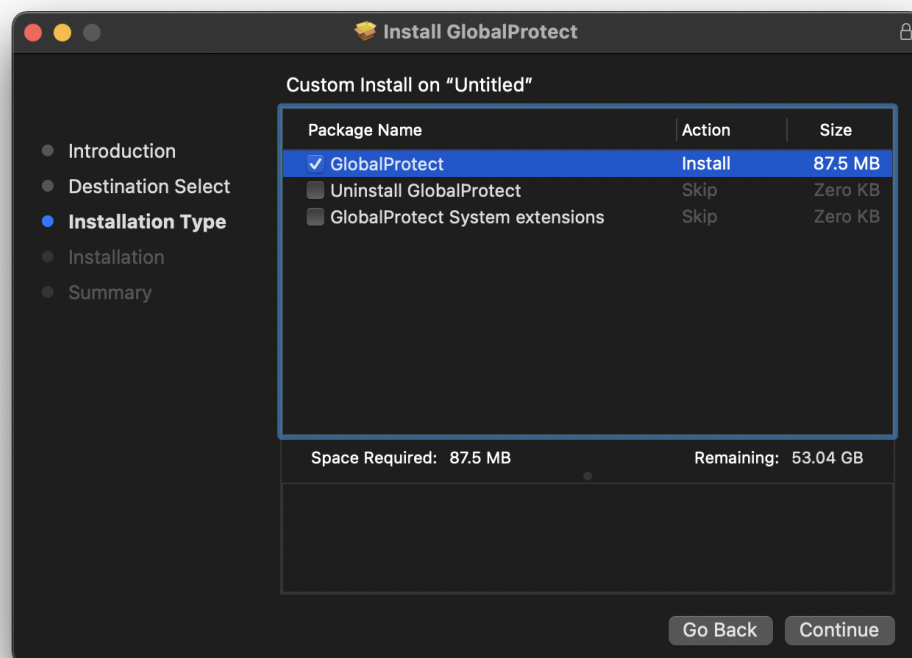 Install GlobalProtect
Custom Install on “Untitled”
Introduction
Destination Select
Installation Type
Installation
Summary
Package Name Action Size
GlobalProtect Install 87.5 MB
Uninstall GlobalProtect Skip Zero KB
GlobalProtect System extensions Skip Zero KB
Space Required: 87.5 MB Remaining: 53.04 GB
Go Back Continue